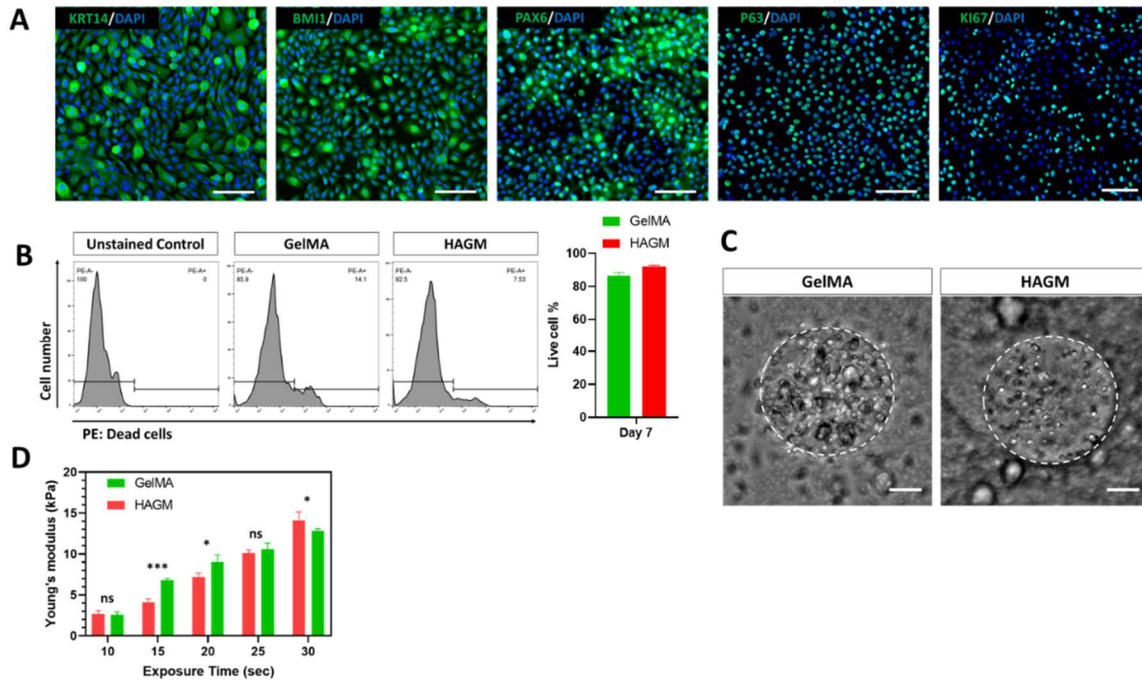 A
KRT14/DAPI
BMI1/DAPI
PAX6/DAPI
P63/DAPI
KI67/DAPI
B
Unstained Control
GelMA
HAGM
PE-A-
100
PE-A+
0
PE-A-
85.9
PE-A+
14.1
PE-A-
92.5
PE-A+
7.53
Cell number
PE: Dead cells
GelMA
HAGM
Live cell %
100
80
60
40
20
0
Day 7
C
GelMA
HAGM
D
GelMA
HAGM
Young's modulus (kPa)
20
15
10
5
0
ns
***
*
ns
*
10 15 20 25 30
Exposure Time (sec)